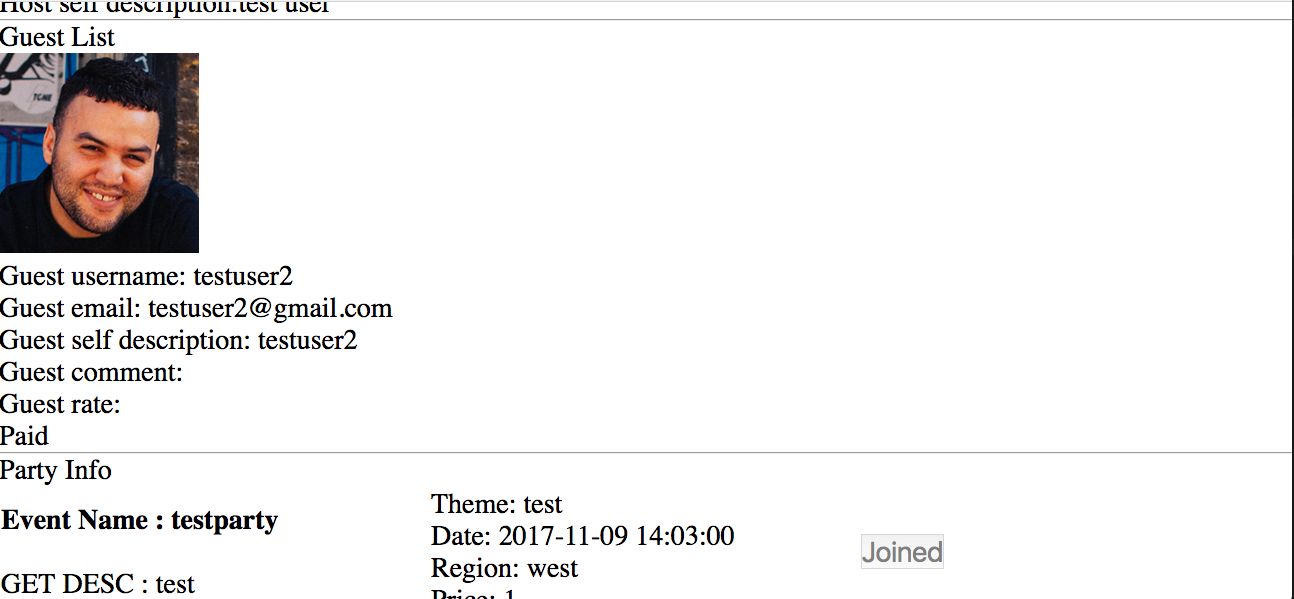 Host self description:test user
Guest List
TGNE
Guest username: testuser2
Guest email: testuser2@gmail.com
Guest self description: testuser2
Guest comment:
Guest rate:
Paid
Party Info
Event Name : testparty
GET DESC : test
Theme: test
Date: 2017-11-09 14:03:00
Region: west
Price: 1
Joined